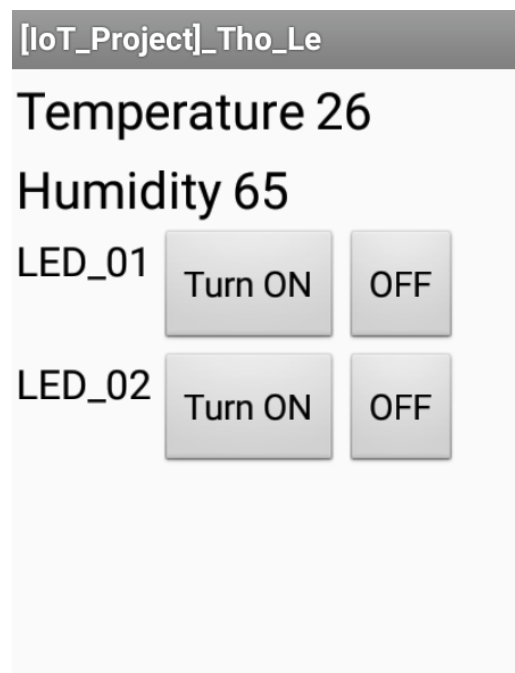 [IoT_Project]_Tho_Le
Temperature 26
Humidity 65
LED_01 Turn ON OFF
LED_02 Turn ON OFF